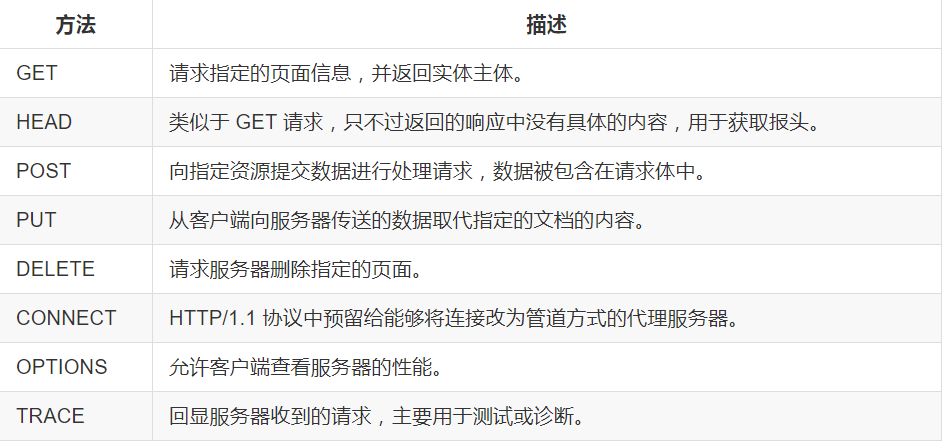 方法 描述
GET 请求指定的页面信息，并返回实体主体。
HEAD 类似于 GET 请求，只不过返回的响应中没有具体的内容，用于获取报头。
POST 向指定资源提交数据进行处理请求，数据被包含在请求体中。
PUT 从客户端向服务器传送的数据取代指定的文档的内容。
DELETE 请求服务器删除指定的页面。
CONNECT HTTP/1.1 协议中预留给能够将连接改为管道方式的代理服务器。
OPTIONS 允许客户端查看服务器的性能。
TRACE 回显服务器收到的请求，主要用于测试或诊断。